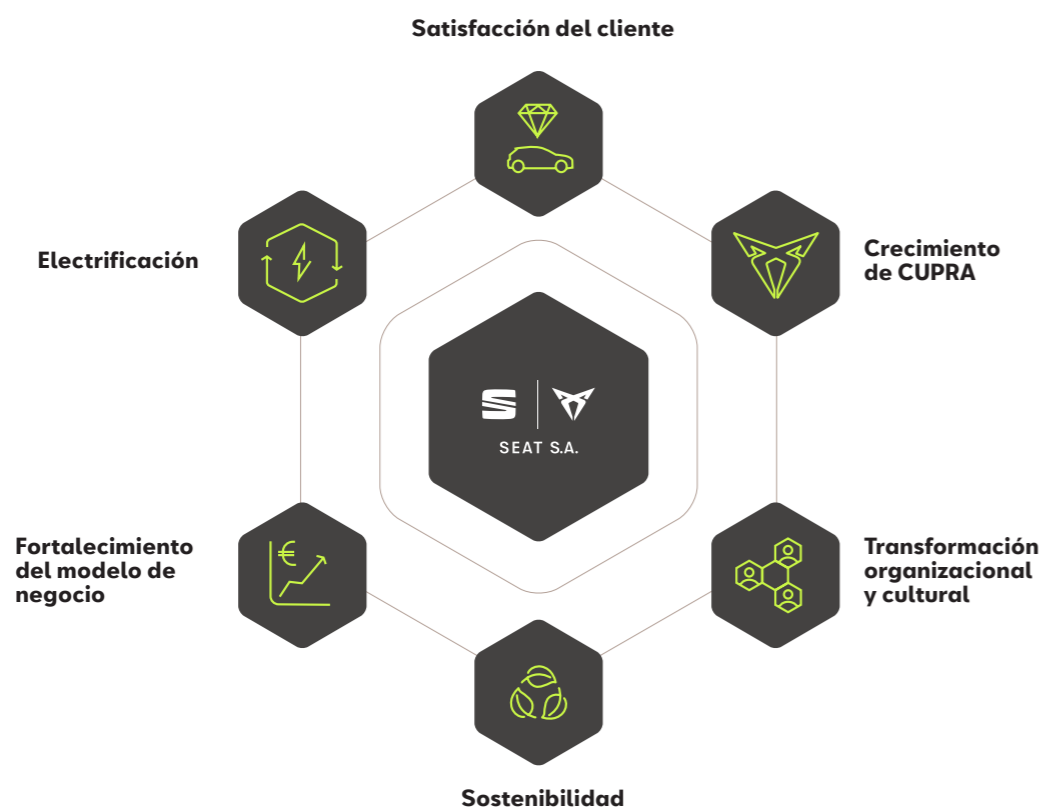 Satisfacción del cliente
Electrificación
Crecimiento
de CUPRA
SEAT S.A.
Fortalecimiento
del modelo de
negocio
€
Transformación
organizacional
y cultural
Sostenibilidad